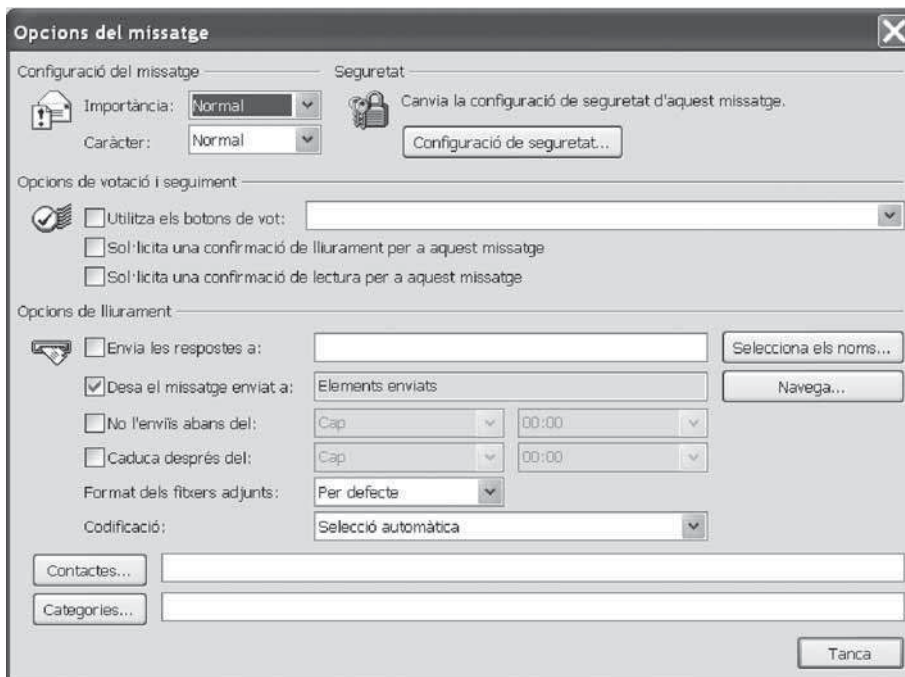 Opcions del missatge
Configuració del missatge
Seguretat
Importància: Normal
Canvia la configuració de seguretat d'aquest missatge.
Caràcter: Normal
Configuració de seguretat...
Opcions de votació i seguiment
Utilitza els botons de vot:
Sol·licita una confirmació de lliurament per a aquest missatge
Sol·licita una confirmació de lectura per a aquest missatge
Opcions de lliurament
Envia les respostes a:
Selecciona els noms...
Desa el missatge enviat a: Elements enviats
Navega...
No l'enviïs abans del: Cap 00:00
Caduca després del: Cap 00:00
Format dels fitxers adjunts: Per defecte
Codificació: Selecció automàtica
Contactes...
Categories...
Tanca